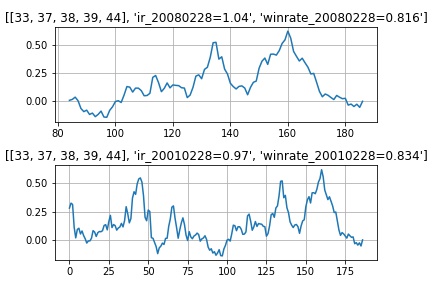 [[33, 37, 38, 39, 44], 'ir_20080228=1.04', 'winrate_20080228=0.816']
0.50
0.25
0.00
80 100 120 140 160 180
[[33, 37, 38, 39, 44], 'ir_20010228=0.97', 'winrate_20010228=0.834']
0.50
0.25
0.00
0 25 50 75 100 125 150 175